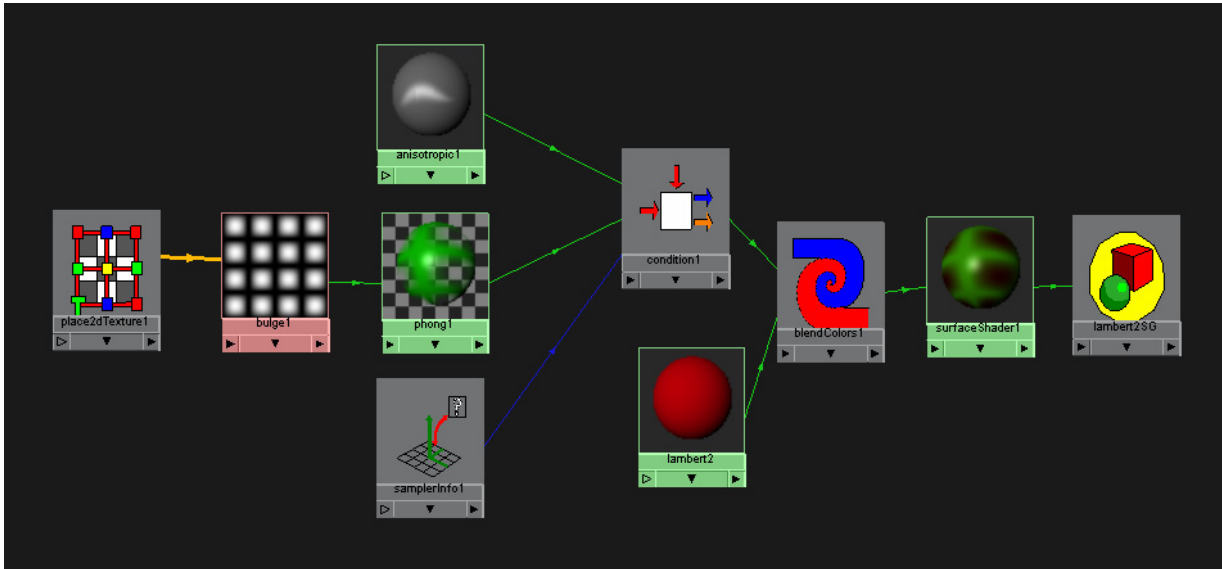 anisotropic1
condition1
place2dTexture1
bulge1
phong1
blendColors1
surfaceShader1
lambert2SG
samplerInfo1
lambert2